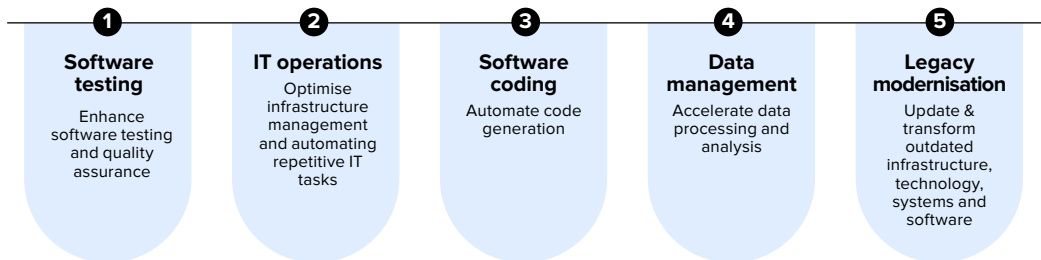 1
Software
testing
Enhance
software testing
and quality
assurance
2
IT operations
Optimise
infrastructure
management
and automating
repetitive IT
tasks
3
Software
coding
Automate code
generation
4
Data
management
Accelerate data
processing and
analysis
5
Legacy
modernisation
Update &
transform
outdated
infrastructure,
technology,
systems and
software